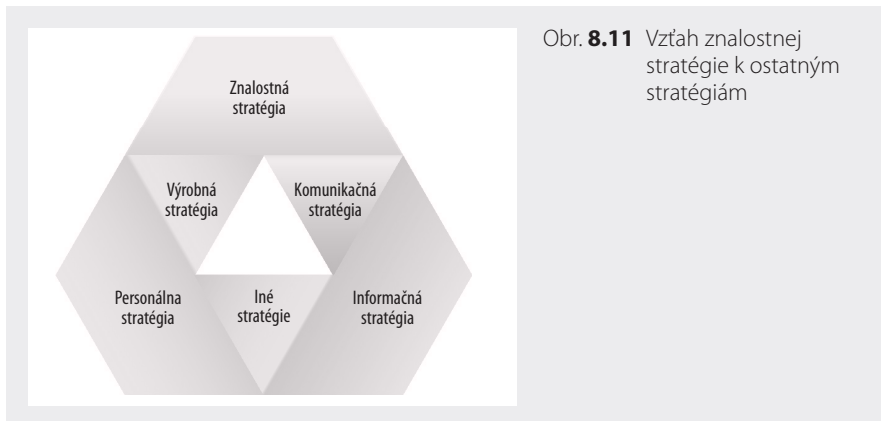 Obr. 8.11 Vzťah znalostnej
stratégie k ostatným
stratégiám
Znalostná
stratégia
Výrobná
stratégia
Komunikačná
stratégia
Personálna
stratégia
Iné
stratégie
Informačná
stratégia